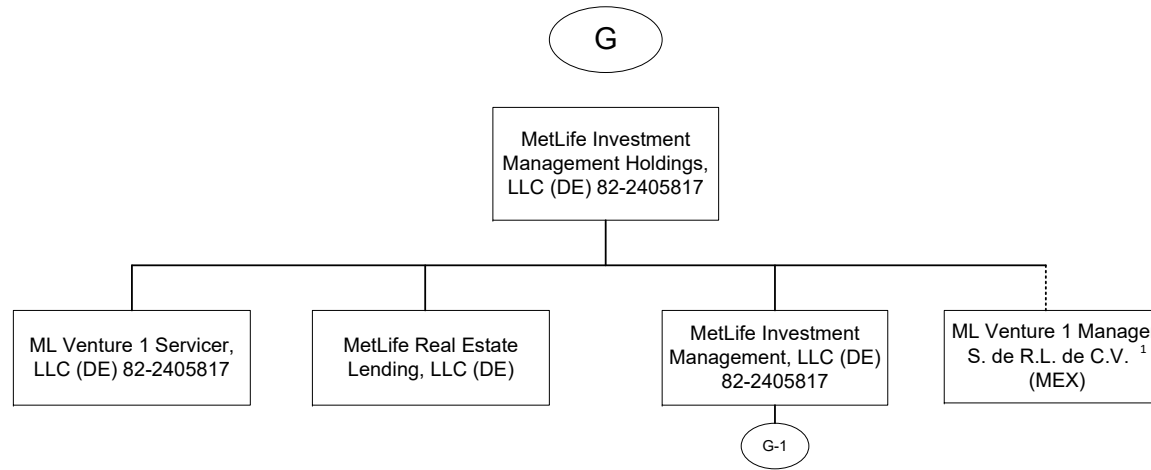 G
MetLife Investment
Management Holdings,
LLC (DE) 82-2405817
ML Venture 1 Servicer,
LLC (DE) 82-2405817
MetLife Real Estate
Lending, LLC (DE)
MetLife Investment
Management, LLC (DE)
82-2405817
G-1
ML Venture 1 Manage
S. de R.L. de C.V. 1
(MEX)